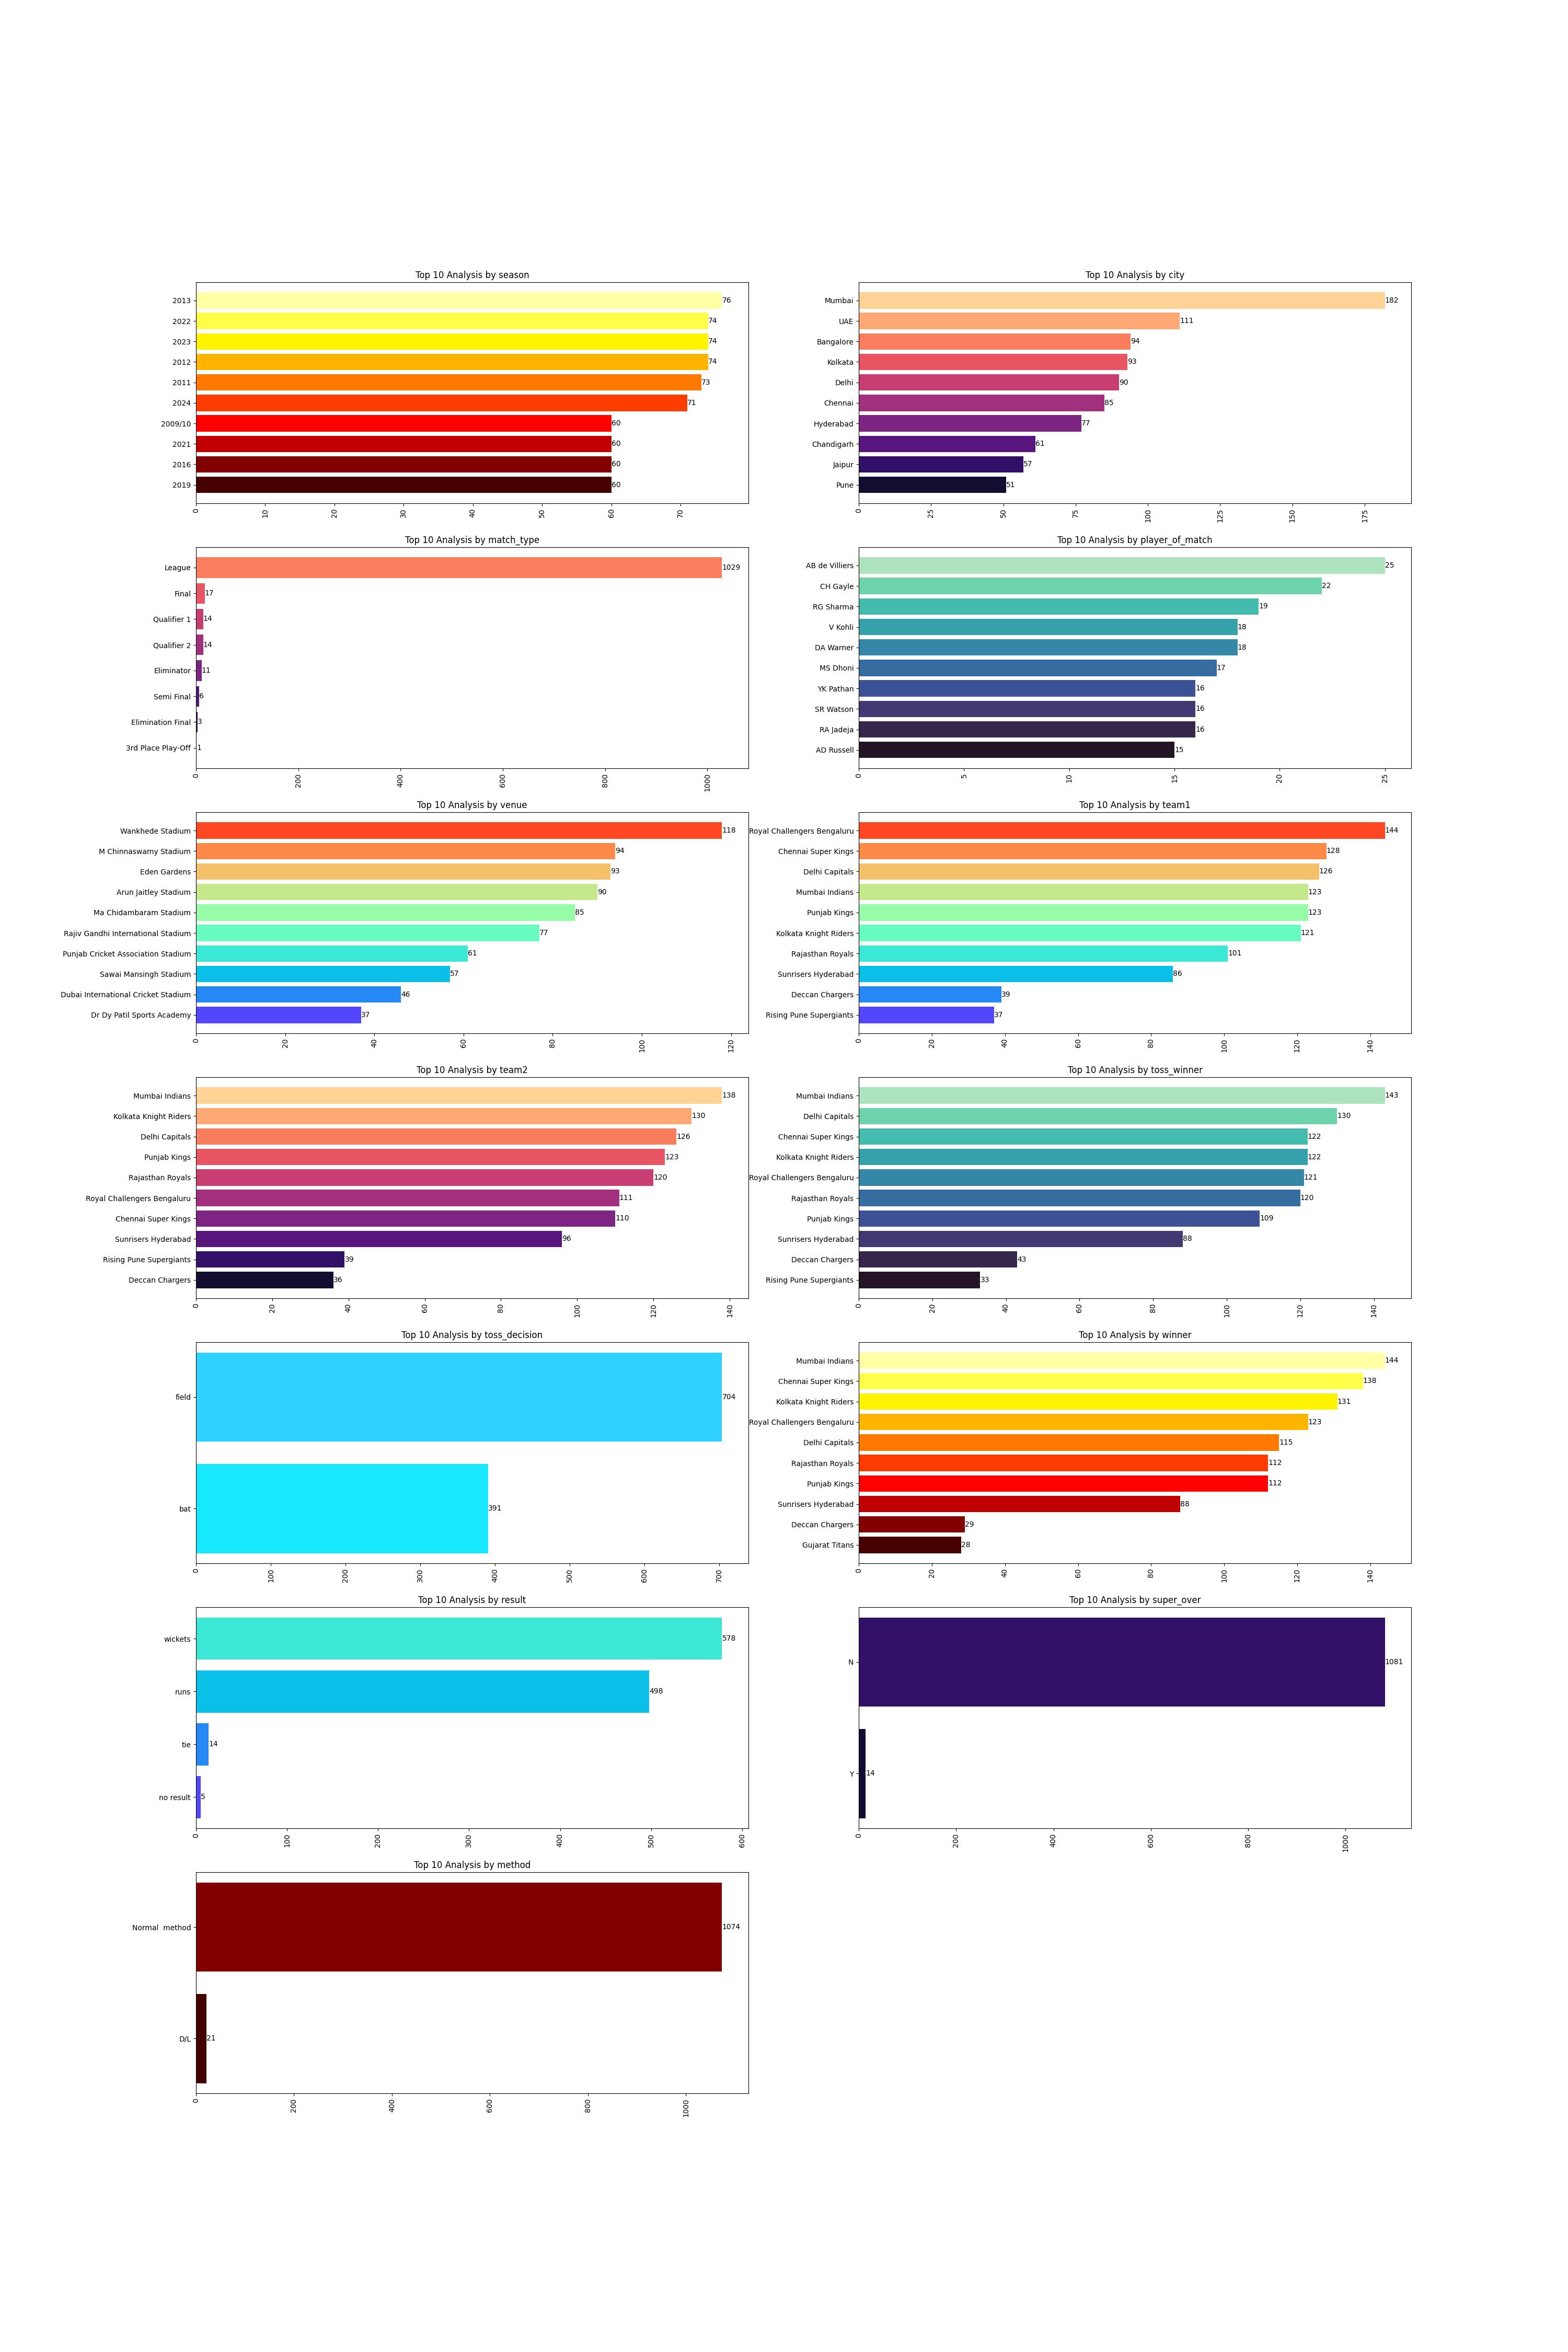 Top 10 Analysis by season
2013 76
2022 74
2023 74
2012 74
2011 73
2024 71
2009/10 60
2021 60
2016 60
2019 60
0 10 20 30 40 50 60 70
Top 10 Analysis by city
Mumbai 182
UAE 111
Bangalore 94
Kolkata 93
Delhi 90
Chennai 85
Hyderabad 77
Chandigarh 61
Jaipur 57
Pune 51
0 25 50 75 100 125 150 175
Top 10 Analysis by match_type
League 1029
Final 17
Qualifier 1 14
Qualifier 2 14
Eliminator 11
Semi Final 6
Elimination Final 3
3rd Place Play-Off 1
0 200 400 600 800 1000
Top 10 Analysis by player_of_match
AB de Villiers 25
CH Gayle 22
RG Sharma 19
V Kohli 18
DA Warner 18
MS Dhoni 17
YK Pathan 16
SR Watson 16
RA Jadeja 16
AD Russell 15
0 5 10 15 20 25
Top 10 Analysis by venue
Wankhede Stadium 118
M Chinnaswamy Stadium 94
Eden Gardens 93
Arun Jaitley Stadium 90
Ma Chidambaram Stadium 85
Rajiv Gandhi International Stadium 77
Punjab Cricket Association Stadium 61
Sawai Mansingh Stadium 57
Dubai International Cricket Stadium 46
Dr Dy Patil Sports Academy 37
0 20 40 60 80 100 120
Top 10 Analysis by team1
Royal Challengers Bengaluru 144
Chennai Super Kings 128
Delhi Capitals 126
Mumbai Indians 123
Punjab Kings 123
Kolkata Knight Riders 121
Rajasthan Royals 101
Sunrisers Hyderabad 86
Deccan Chargers 39
Rising Pune Supergiants 37
0 20 40 60 80 100 120 140
Top 10 Analysis by team2
Mumbai Indians 138
Kolkata Knight Riders 130
Delhi Capitals 126
Punjab Kings 123
Rajasthan Royals 120
Royal Challengers Bengaluru 111
Chennai Super Kings 110
Sunrisers Hyderabad 96
Rising Pune Supergiants 39
Deccan Chargers 36
0 20 40 60 80 100 120 140
Top 10 Analysis by toss_winner
Mumbai Indians 143
Delhi Capitals 130
Chennai Super Kings 122
Kolkata Knight Riders 122
Royal Challengers Bengaluru 121
Rajasthan Royals 120
Punjab Kings 109
Sunrisers Hyderabad 88
Deccan Chargers 43
Rising Pune Supergiants 33
0 20 40 60 80 100 120 140
Top 10 Analysis by toss_decision
field 704
bat 391
0 100 200 300 400 500 600 700
Top 10 Analysis by winner
Mumbai Indians 144
Chennai Super Kings 138
Kolkata Knight Riders 131
Royal Challengers Bengaluru 123
Delhi Capitals 115
Rajasthan Royals 112
Punjab Kings 112
Sunrisers Hyderabad 88
Deccan Chargers 29
Gujarat Titans 28
0 20 40 60 80 100 120 140
Top 10 Analysis by result
wickets 578
runs 498
tie 14
no result 5
0 100 200 300 400 500 600
Top 10 Analysis by super_over
N 1081
Y 14
0 200 400 600 800 1000
Top 10 Analysis by method
Normal  method 1074
D/L 21
0 200 400 600 800 1000